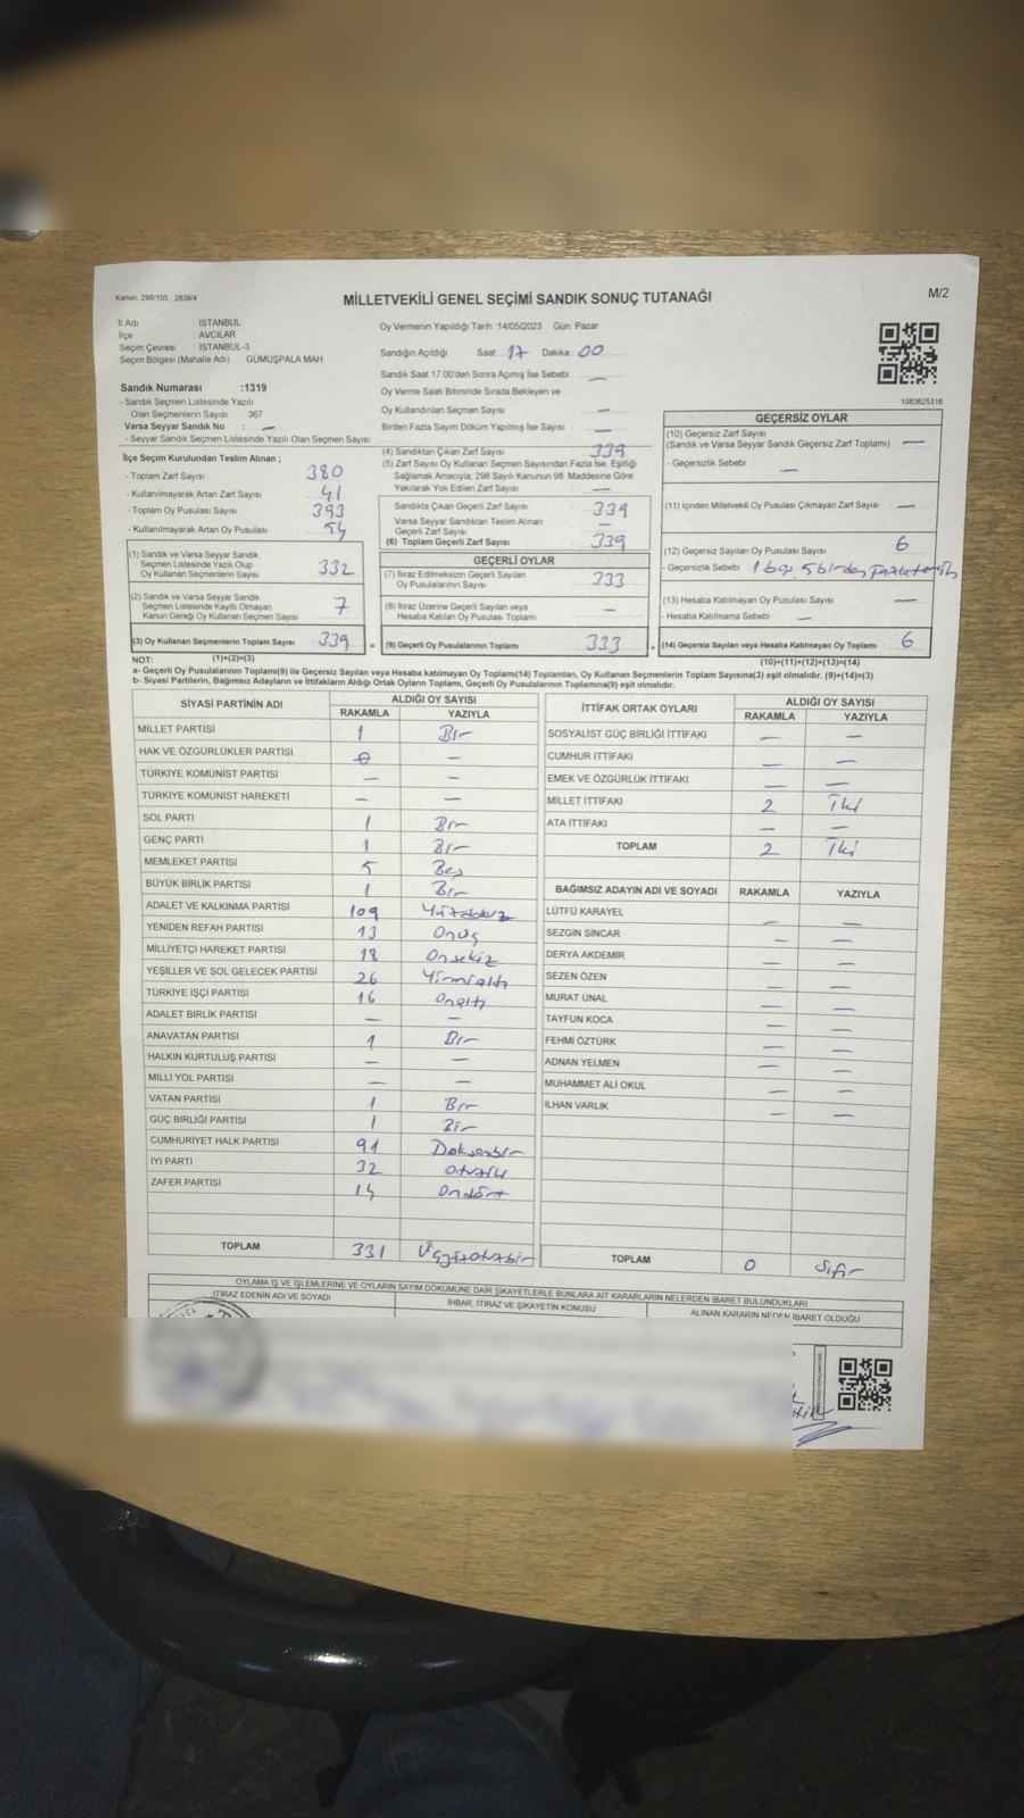 Kanun: 298/105, 2839/4
MİLLETVEKİLİ GENEL SEÇİMİ SANDIK SONUÇ TUTANAĞI
M/2
İl Adı : İSTANBUL
İlçe : AVCILAR
Seçim Çevresi : İSTANBUL-3
Seçim Bölgesi (Mahalle Adı) : GÜMÜŞPALA MAH
Sandık Numarası :1319
- Sandık Seçmen Listesinde Yazılı
Olan Seçmenlerin Sayısı : 367
Varsa Seyyar Sandık No : —
- Seyyar Sandık Seçmen Listesinde Yazılı Olan Seçmen Sayısı:
İlçe Seçim Kurulundan Teslim Alınan ;
- Toplam Zarf Sayısı 380
- Kullanılmayarak Artan Zarf Sayısı 41
- Toplam Oy Pusulası Sayısı 393
- Kullanılmayarak Artan Oy Pusulası 54
(1) Sandık ve Varsa Seyyar Sandık
Seçmen Listesinde Yazılı Olup
Oy Kullanan Seçmenlerin Sayısı 332
(2) Sandık ve Varsa Seyyar Sandık
Seçmen Listesinde Kayıtlı Olmayan
Kanun Gereği Oy Kullanan Seçmen Sayısı 7
(3) Oy Kullanan Seçmenlerin Toplam Sayısı 339
(1)+(2)=(3)
Oy Vermenin Yapıldığı Tarih :14/05/2023 Gün: Pazar
Sandığın Açıldığı Saat: 17 Dakika: 00
Sandık Saat 17.00'den Sonra Açılmış İse Sebebi: —
Oy Verme Saati Bitiminde Sırada Bekleyen ve
Oy Kullandırılan Seçmen Sayısı —
Birden Fazla Sayım Döküm Yapılmış İse Sayısı: —
(4) Sandıktan Çıkan Zarf Sayısı 339
(5) Zarf Sayısı Oy Kullanan Seçmen Sayısından Fazla İse, Eşitliği
Sağlamak Amacıyla; 298 Sayılı Kanunun 98. Maddesine Göre
Yakılarak Yok Edilen Zarf Sayısı —
Sandıkta Çıkan Geçerli Zarf Sayısı 339
Varsa Seyyar Sandıktan Teslim Alınan
Geçerli Zarf Sayısı —
(6) Toplam Geçerli Zarf Sayısı 339
GEÇERLİ OYLAR
(7) İtiraz Edilmeksizin Geçerli Sayılan
Oy Pusulalarının Sayısı 333
(8) İtiraz Üzerine Geçerli Sayılan veya
Hesaba Katılan Oy Pusulası Toplamı —
(9) Geçerli Oy Pusulalarının Toplamı 333
1083625316
GEÇERSİZ OYLAR
(10) Geçersiz Zarf Sayısı
(Sandık ve Varsa Seyyar Sandık Geçersiz Zarf Toplamı) —
- Geçersizlik Sebebi: —
(11) İçinden Milletvekili Oy Pusulası Çıkmayan Zarf Sayısı —
(12) Geçersiz Sayılan Oy Pusulası Sayısı 6
- Geçersizlik Sebebi: 1 boş 5 birden
(13) Hesaba Katılmayan Oy Pusulası Sayısı —
- Hesaba Katılmama Sebebi: —
(14) Geçersiz Sayılan veya Hesaba Katılmayan Oy Toplamı 6
(10)+(11)+(12)+(13)=(14)
NOT:
a- Geçerli Oy Pusulalarının Toplamı(9) ile Geçersiz Sayılan veya Hesaba katılmayan Oy Toplamı(14) Toplamları, Oy Kullanan Seçmenlerin Toplam Sayısına(3) eşit olmalıdır. (9)+(14)=(3)
b- Siyasi Partilerin, Bağımsız Adayların ve İttifakların Aldığı Ortak Oyların Toplamı, Geçerli Oy Pusulalarının Toplamına(9) eşit olmalıdır.
SİYASİ PARTİNİN ADI ALDIĞI OY SAYISI
RAKAMLA YAZIYLA
MİLLET PARTİSİ 1 Bir
HAK VE ÖZGÜRLÜKLER PARTİSİ 0 —
TÜRKİYE KOMÜNİST PARTİSİ — —
TÜRKİYE KOMÜNİST HAREKETİ — —
SOL PARTİ 1 Bir
GENÇ PARTİ 1 Bir
MEMLEKET PARTİSİ 5 Beş
BÜYÜK BİRLİK PARTİSİ 1 Bir
ADALET VE KALKINMA PARTİSİ 109 Yüzdokuz
YENİDEN REFAH PARTİSİ 13 Onüç
MİLLİYETÇİ HAREKET PARTİSİ 18 Onsekiz
YEŞİLLER VE SOL GELECEK PARTİSİ 26 Yirmialtı
TÜRKİYE İŞÇİ PARTİSİ 16 Onaltı
ADALET BİRLİK PARTİSİ — —
ANAVATAN PARTİSİ 1 Bir
HALKIN KURTULUŞ PARTİSİ — —
MİLLİ YOL PARTİSİ — —
VATAN PARTİSİ 1 Bir
GÜÇ BİRLİĞİ PARTİSİ 1 Bir
CUMHURİYET HALK PARTİSİ 91 Doksanbir
İYİ PARTİ 32 Otuziki
ZAFER PARTİSİ 14 Ondört
TOPLAM 331 Üçyüzotuzbir
İTTİFAK ORTAK OYLARI ALDIĞI OY SAYISI
RAKAMLA YAZIYLA
SOSYALİST GÜÇ BİRLİĞİ İTTİFAKI — —
CUMHUR İTTİFAKI — —
EMEK VE ÖZGÜRLÜK İTTİFAKI — —
MİLLET İTTİFAKI 2 İki
ATA İTTİFAKI — —
TOPLAM 2 İki
BAĞIMSIZ ADAYIN ADI VE SOYADI RAKAMLA YAZIYLA
LÜTFÜ KARAYEL — —
SEZGİN SİNCAR — —
DERYA AKDEMİR — —
SEZEN ÖZEN — —
MURAT ÜNAL — —
TAYFUN KOCA — —
FEHMİ ÖZTÜRK — —
ADNAN YELMEN — —
MUHAMMET ALİ OKUL — —
İLHAN VARLIK — —
TOPLAM 0 Sıfır
OYLAMA İŞ VE İŞLEMLERİNE VE OYLARIN SAYIM DÖKÜMÜNE DAİR ŞİKAYETLERLE BUNLARA AİT KARARLARIN NELERDEN İBARET BULUNDUKLARI
İTİRAZ EDENİN ADI VE SOYADI
İHBAR, İTİRAZ VE ŞİKAYETİN KONUSU
ALINAN KARARIN NEDEN İBARET OLDUĞU